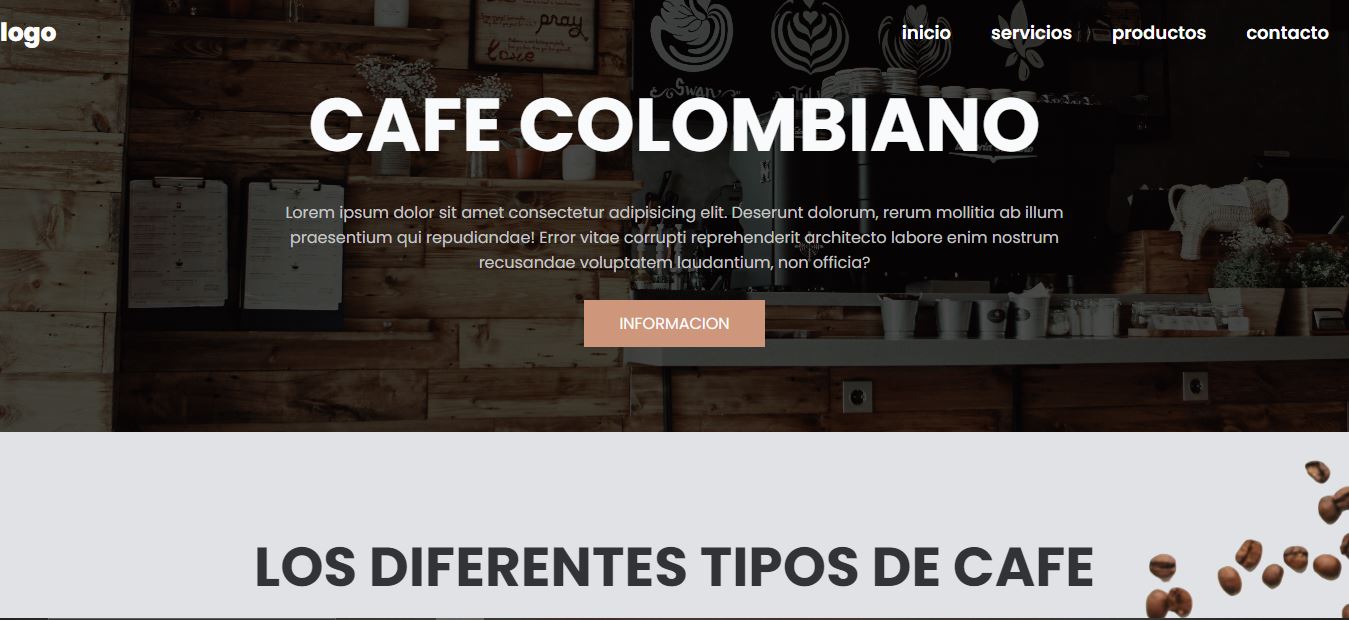 logo
inicio servicios productos contacto
pray
love
Swan
CAFE COLOMBIANO
Lorem ipsum dolor sit amet consectetur adipisicing elit. Deserunt dolorum, rerum mollitia ab illum
praesentium qui repudiandae! Error vitae corrupti reprehenderit architecto labore enim nostrum
recusandae voluptatem laudantium, non officia?
INFORMACION
LOS DIFERENTES TIPOS DE CAFE